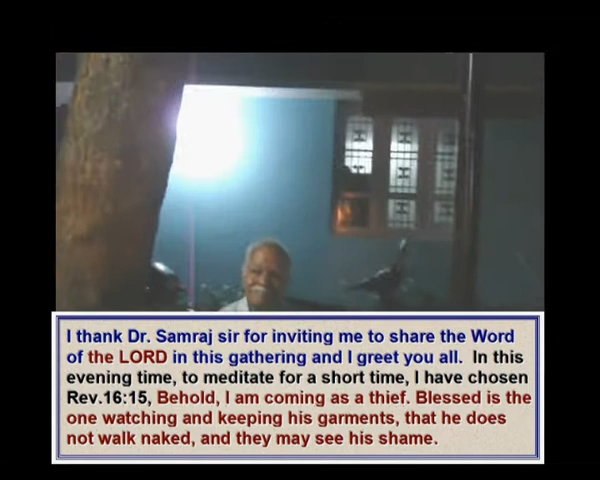 I thank Dr. Samraj sir for inviting me to share the Word
of the LORD in this gathering and I greet you all.  In this
evening time, to meditate for a short time, I have chosen
Rev.16:15, Behold, I am coming as a thief. Blessed is the
one watching and keeping his garments, that he does
not walk naked, and they may see his shame.